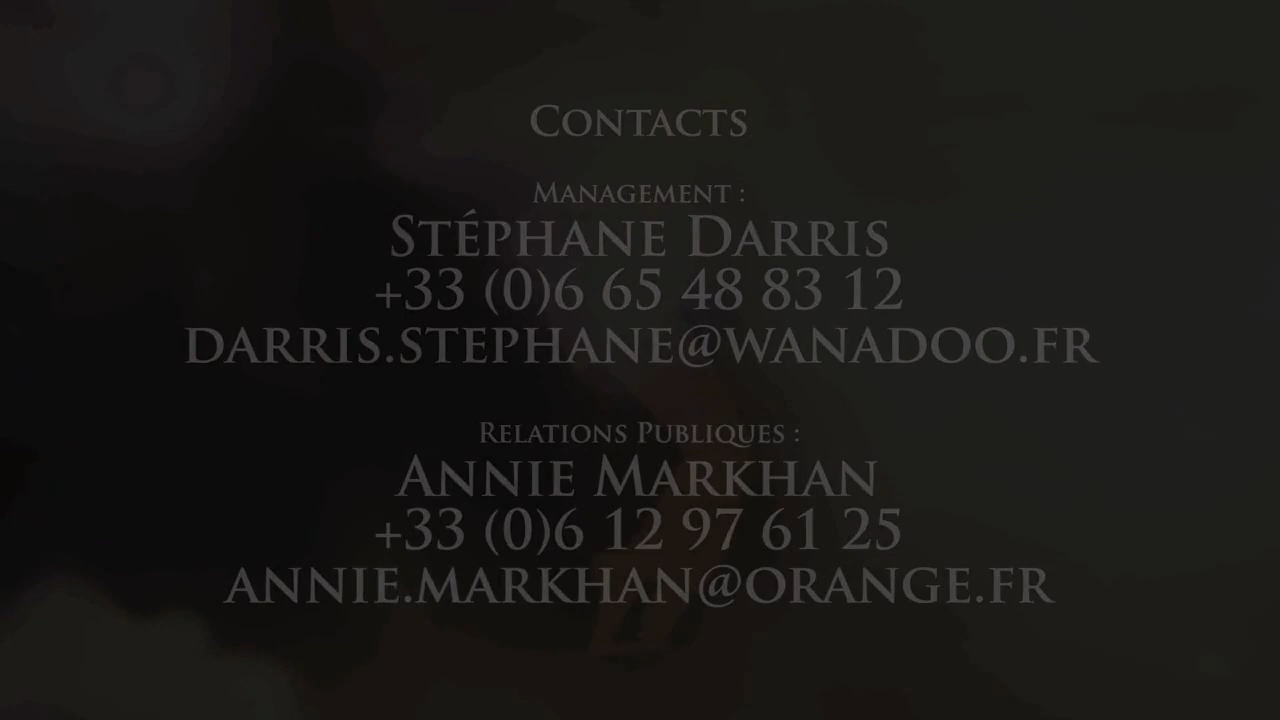 Contacts
Management :
Stéphane Darris
+33 (0)6 65 48 83 12
darris.stephane@wanadoo.fr
Relations Publiques :
Annie Markhan
+33 (0)6 12 97 61 25
annie.markhan@orange.fr